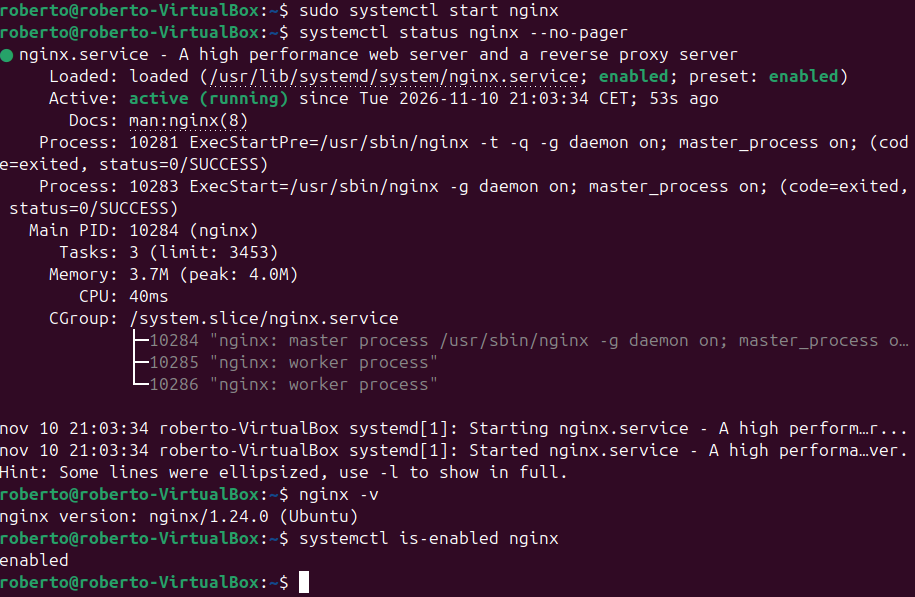 roberto@roberto-VirtualBox:~$ sudo systemctl start nginx
roberto@roberto-VirtualBox:~$ systemctl status nginx --no-pager
● nginx.service - A high performance web server and a reverse proxy server
     Loaded: loaded (/usr/lib/systemd/system/nginx.service; enabled; preset: enabled)
     Active: active (running) since Tue 2026-11-10 21:03:34 CET; 53s ago
       Docs: man:nginx(8)
    Process: 10281 ExecStartPre=/usr/sbin/nginx -t -q -g daemon on; master_process on; (cod
e=exited, status=0/SUCCESS)
    Process: 10283 ExecStart=/usr/sbin/nginx -g daemon on; master_process on; (code=exited,
 status=0/SUCCESS)
   Main PID: 10284 (nginx)
      Tasks: 3 (limit: 3453)
     Memory: 3.7M (peak: 4.0M)
        CPU: 40ms
     CGroup: /system.slice/nginx.service
             ├─10284 "nginx: master process /usr/sbin/nginx -g daemon on; master_process o…
             ├─10285 "nginx: worker process"
             └─10286 "nginx: worker process"

nov 10 21:03:34 roberto-VirtualBox systemd[1]: Starting nginx.service - A high perform…r...
nov 10 21:03:34 roberto-VirtualBox systemd[1]: Started nginx.service - A high performa…ver.
Hint: Some lines were ellipsized, use -l to show in full.
roberto@roberto-VirtualBox:~$ nginx -v
nginx version: nginx/1.24.0 (Ubuntu)
roberto@roberto-VirtualBox:~$ systemctl is-enabled nginx
enabled
roberto@roberto-VirtualBox:~$